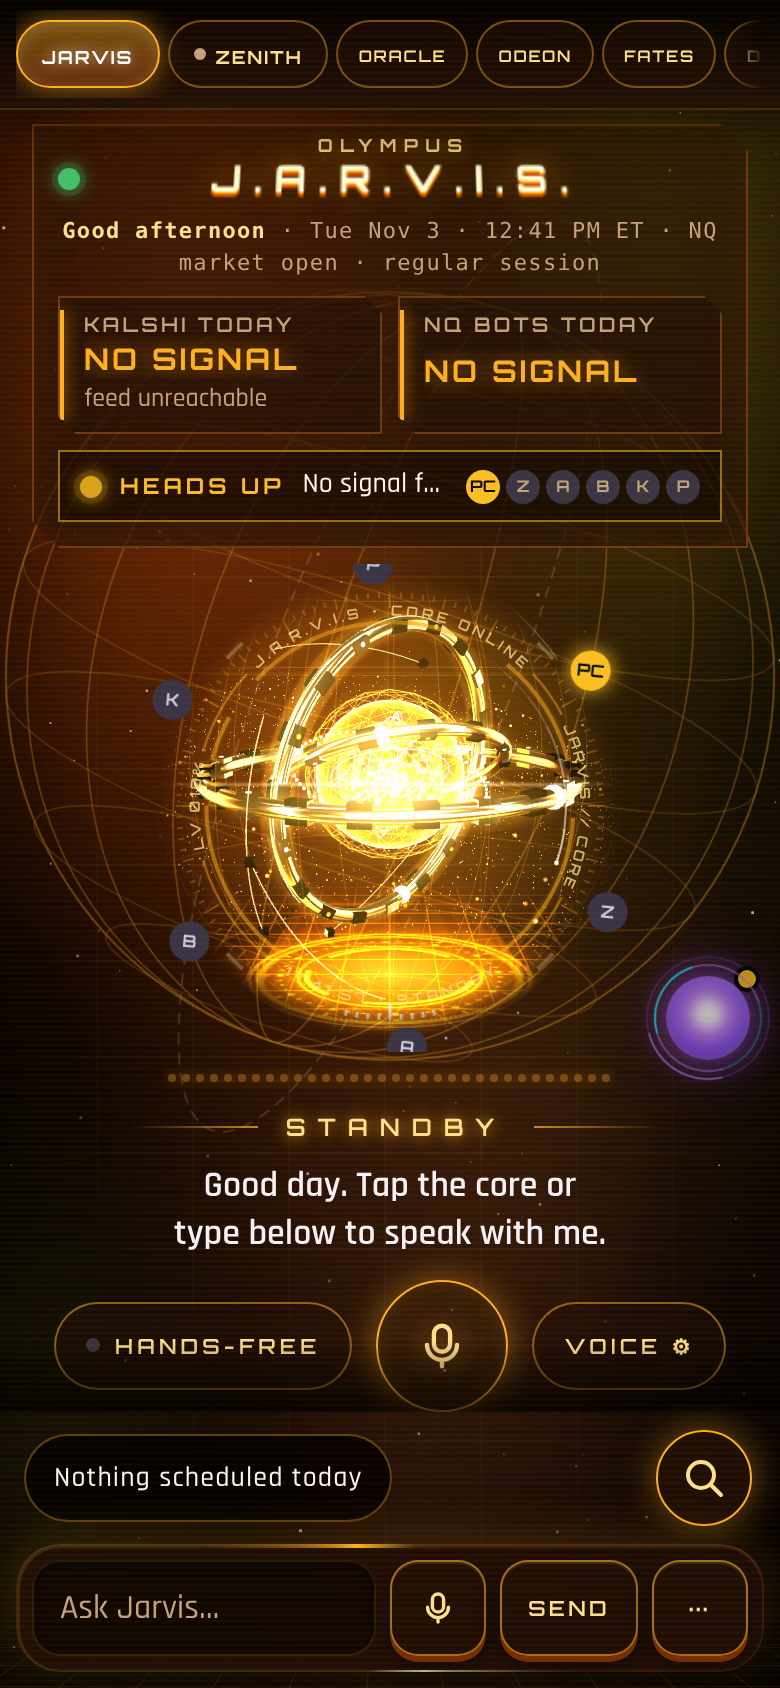 JARVIS
ZENITH
ORACLE
ODEON
FATES
OLYMPUS
J.A.R.V.I.S.
Good afternoon · Tue Nov 3 · 12:41 PM ET · NQ
market open · regular session
KALSHI TODAY
NO SIGNAL
feed unreachable
NQ BOTS TODAY
NO SIGNAL
HEADS UP No signal f... PC Z A B K P
J.A.R.V.I.S · CORE ONLINE
PC
K
JARVIS // CORE
Z
B
A
STANDBY
Good day. Tap the core or
type below to speak with me.
HANDS-FREE
VOICE ⚙
Nothing scheduled today
Ask Jarvis...
SEND
...